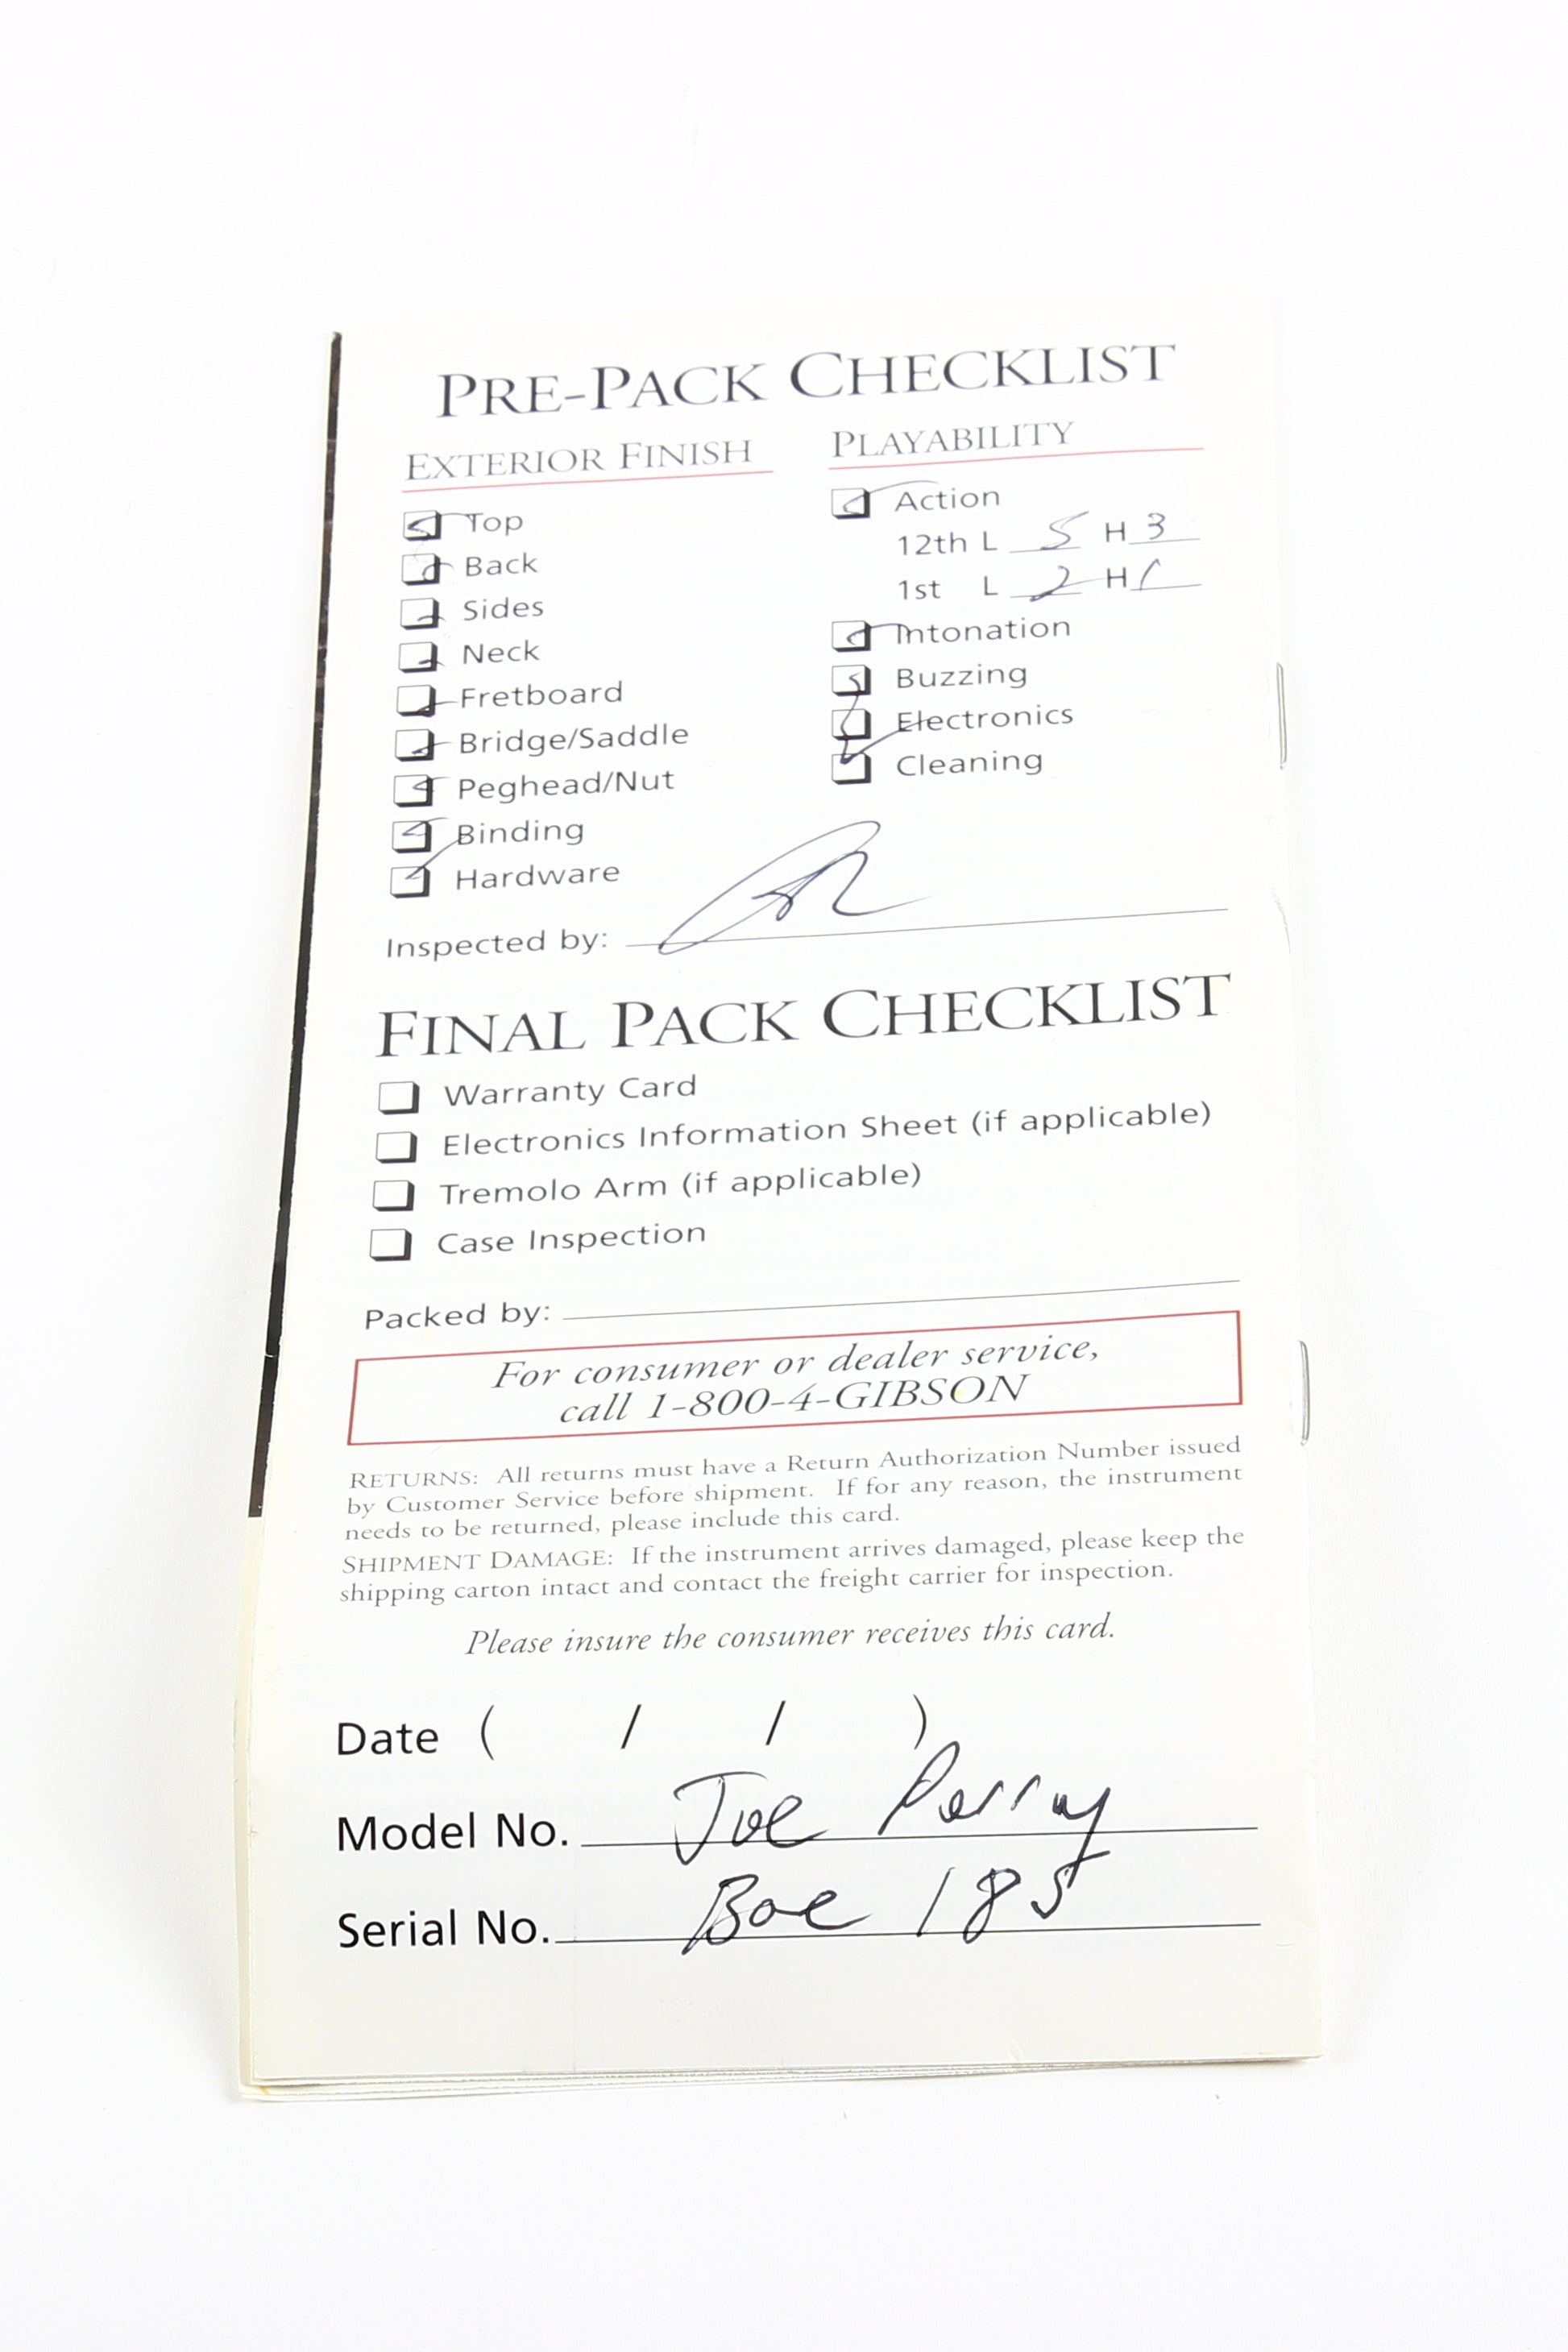 PRE-PACK CHECKLIST
EXTERIOR FINISH
Top
Back
Sides
Neck
Fretboard
Bridge/Saddle
Peghead/Nut
Binding
Hardware
PLAYABILITY
Action
12th L 5 H 3
1st L 2 H 1
Intonation
Buzzing
Electronics
Cleaning
Inspected by:
FINAL PACK CHECKLIST
Warranty Card
Electronics Information Sheet (if applicable)
Tremolo Arm (if applicable)
Case Inspection
Packed by:
For consumer or dealer service,
call 1-800-4-GIBSON
RETURNS: All returns must have a Return Authorization Number issued
by Customer Service before shipment. If for any reason, the instrument
needs to be returned, please include this card.
SHIPMENT DAMAGE: If the instrument arrives damaged, please keep the
shipping carton intact and contact the freight carrier for inspection.
Please insure the consumer receives this card.
Date ( / / )
Model No. Joe Perry
Serial No. Boe 185